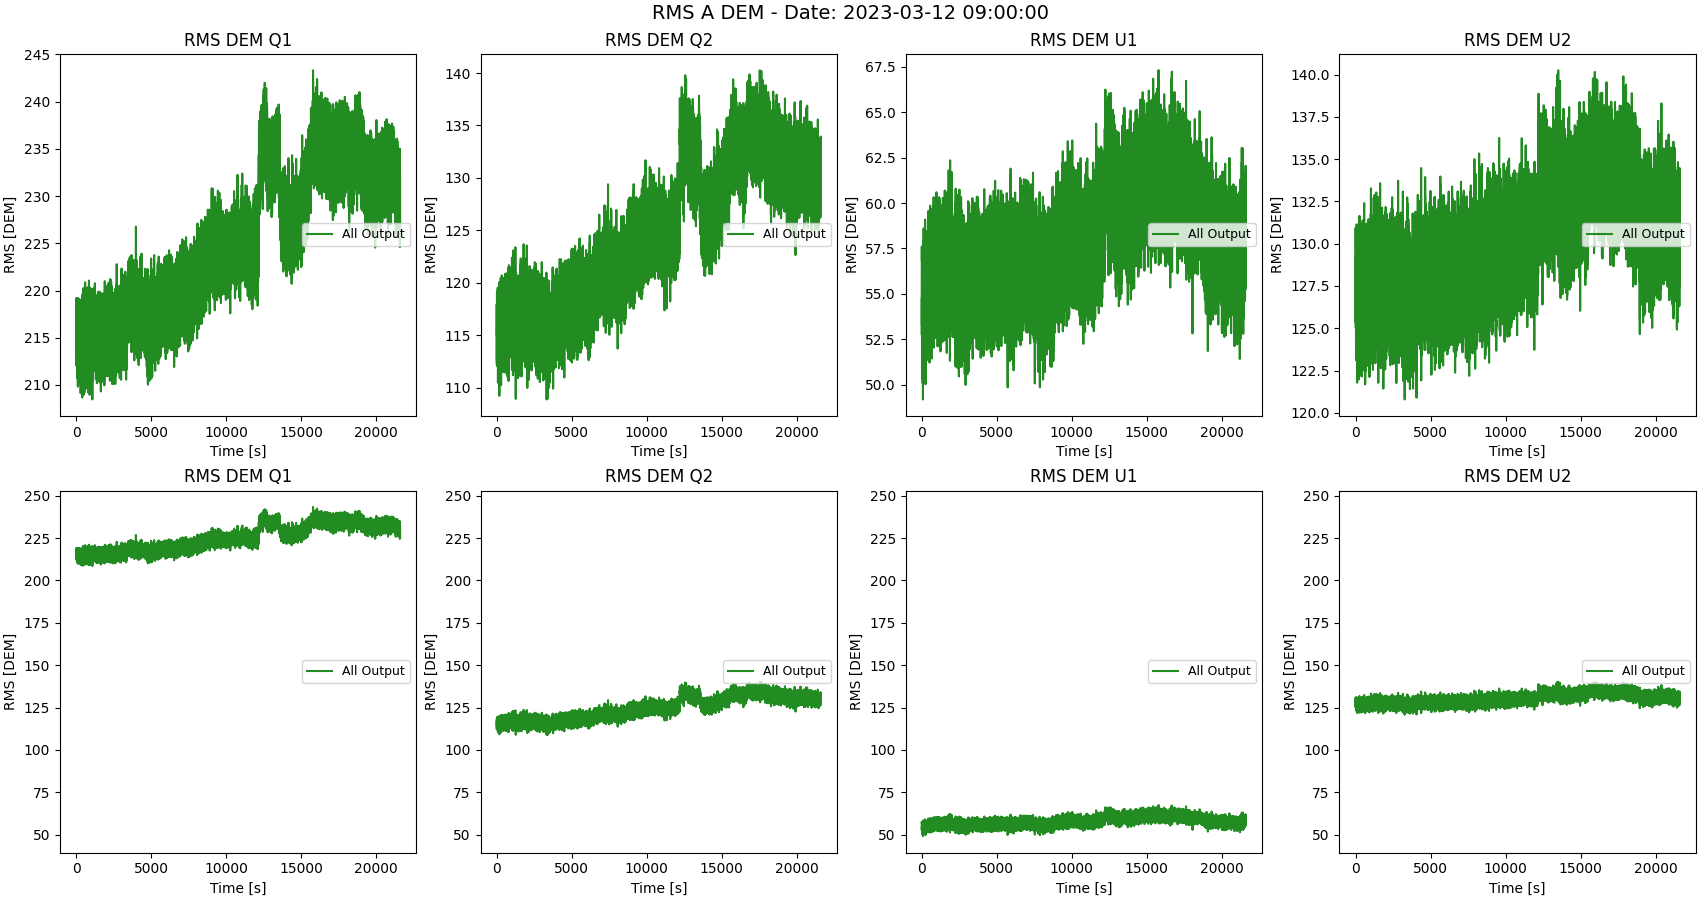 RMS A DEM - Date: 2023-03-12 09:00:00
RMS DEM Q1
RMS [DEM]
245
240
235
230
225
220
215
210
All Output
0 5000 10000 15000 20000
Time [s]
RMS DEM Q2
RMS [DEM]
140
135
130
125
120
115
110
All Output
0 5000 10000 15000 20000
Time [s]
RMS DEM U1
RMS [DEM]
67.5
65.0
62.5
60.0
57.5
55.0
52.5
50.0
All Output
0 5000 10000 15000 20000
Time [s]
RMS DEM U2
RMS [DEM]
140.0
137.5
135.0
132.5
130.0
127.5
125.0
122.5
120.0
All Output
0 5000 10000 15000 20000
Time [s]
RMS DEM Q1
RMS [DEM]
250
225
200
175
150
125
100
75
50
All Output
0 5000 10000 15000 20000
Time [s]
RMS DEM Q2
RMS [DEM]
250
225
200
175
150
125
100
75
50
All Output
0 5000 10000 15000 20000
Time [s]
RMS DEM U1
RMS [DEM]
250
225
200
175
150
125
100
75
50
All Output
0 5000 10000 15000 20000
Time [s]
RMS DEM U2
RMS [DEM]
250
225
200
175
150
125
100
75
50
All Output
0 5000 10000 15000 20000
Time [s]